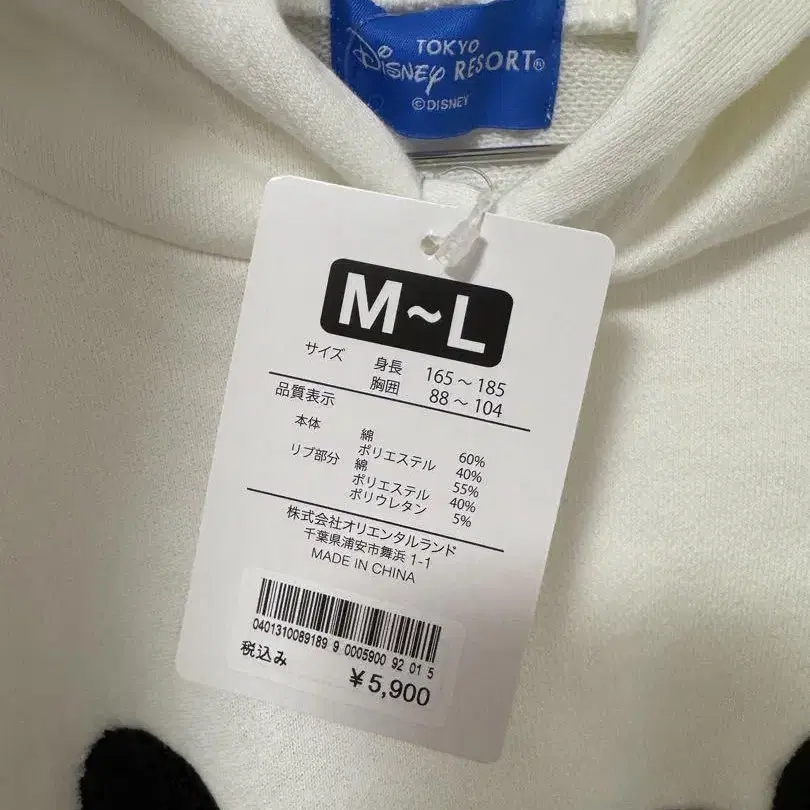 TOKYO
DISNEY RESORT®
©DISNEY
M~L
サイズ 身長 165～185
胸囲 88～104
品質表示
本体 綿 60%
ポリエステル 40%
リブ部分 綿 55%
ポリエステル 40%
ポリウレタン 5%
株式会社オリエンタルランド
千葉県浦安市舞浜 1-1
MADE IN CHINA
0401310089189 9 0005900 92 01 5
税込み ￥5,900